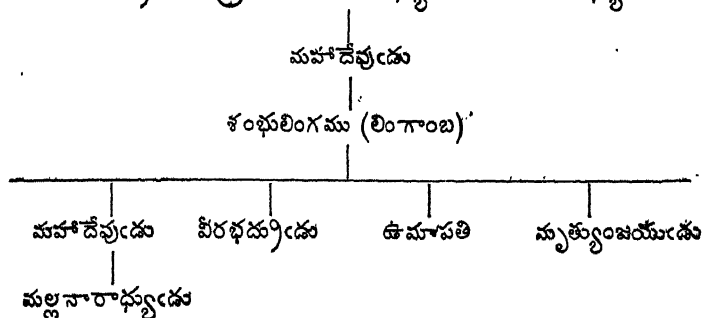 మహాదేవుఁడు
శంభులింగము (లింగాంబ)
మహాదేవుఁడు వీరభద్రుఁడు ఉమాపతి మృత్యుంజయుఁడు
మల్లనారాధ్యుఁడు